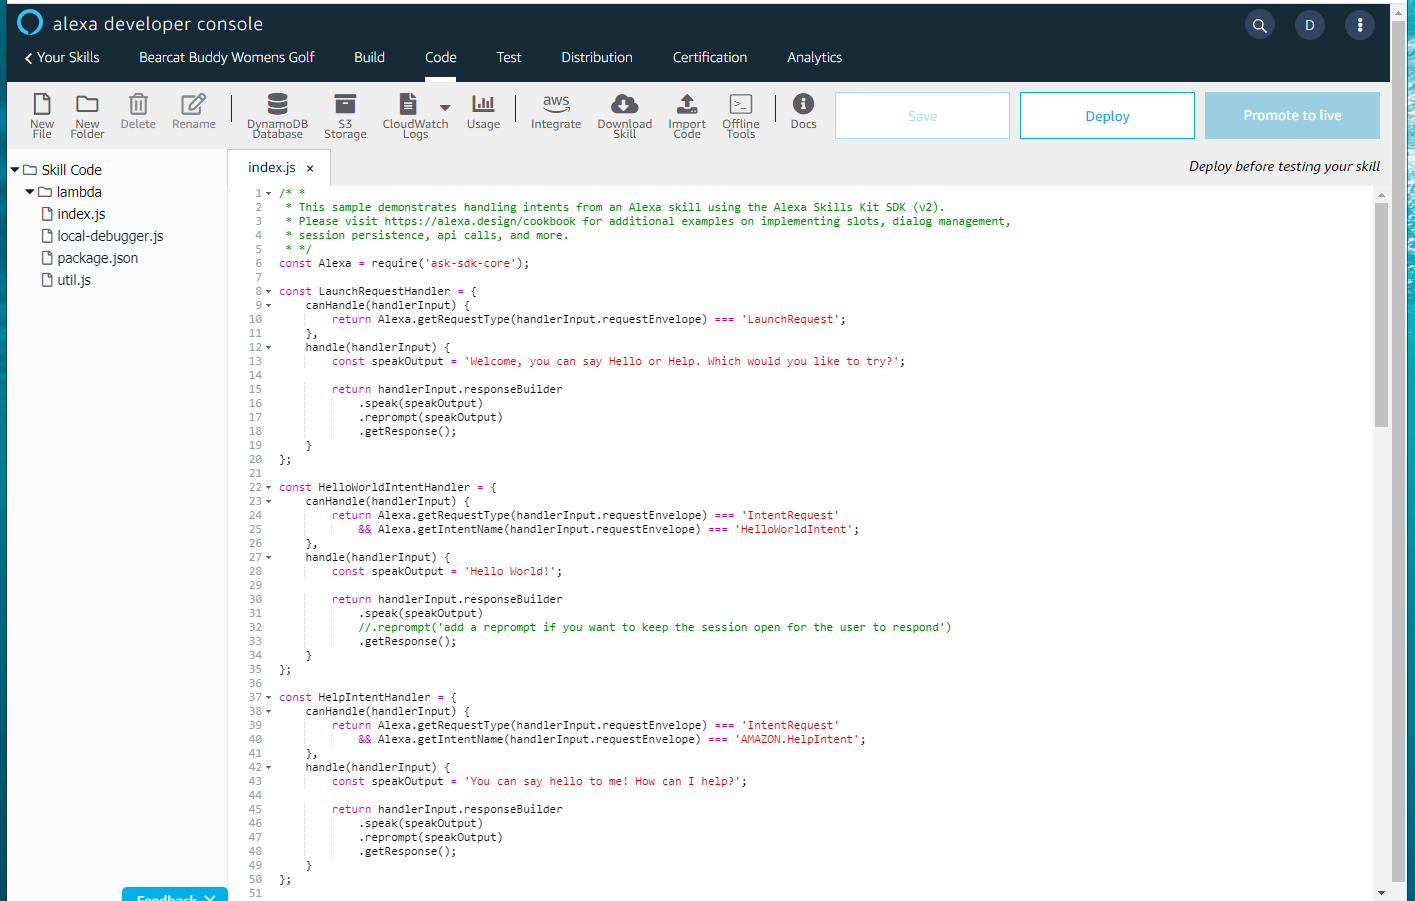 alexa developer console
D
Your Skills Bearcat Buddy Womens Golf Build Code Test Distribution Certification Analytics
New File
New Folder
Delete
Rename
DynamoDB Database
S3 Storage
CloudWatch Logs
Usage
aws
Integrate
Download Skill
Import Code
>_
Offline Tools
Docs
Save
Deploy
Promote to live
Skill Code
lambda
index.js
local-debugger.js
package.json
util.js
index.js ×
Deploy before testing your skill
1 /* *
2  * This sample demonstrates handling intents from an Alexa skill using the Alexa Skills Kit SDK (v2).
3  * Please visit https://alexa.design/cookbook for additional examples on implementing slots, dialog management,
4  * session persistence, api calls, and more.
5  * */
6 const Alexa = require('ask-sdk-core');
7
8 const LaunchRequestHandler = {
9     canHandle(handlerInput) {
10         return Alexa.getRequestType(handlerInput.requestEnvelope) === 'LaunchRequest';
11     },
12     handle(handlerInput) {
13         const speakOutput = 'Welcome, you can say Hello or Help. Which would you like to try?';
14
15         return handlerInput.responseBuilder
16             .speak(speakOutput)
17             .reprompt(speakOutput)
18             .getResponse();
19     }
20 };
21
22 const HelloWorldIntentHandler = {
23     canHandle(handlerInput) {
24         return Alexa.getRequestType(handlerInput.requestEnvelope) === 'IntentRequest'
25             && Alexa.getIntentName(handlerInput.requestEnvelope) === 'HelloWorldIntent';
26     },
27     handle(handlerInput) {
28         const speakOutput = 'Hello World!';
29
30         return handlerInput.responseBuilder
31             .speak(speakOutput)
32             //.reprompt('add a reprompt if you want to keep the session open for the user to respond')
33             .getResponse();
34     }
35 };
36
37 const HelpIntentHandler = {
38     canHandle(handlerInput) {
39         return Alexa.getRequestType(handlerInput.requestEnvelope) === 'IntentRequest'
40             && Alexa.getIntentName(handlerInput.requestEnvelope) === 'AMAZON.HelpIntent';
41     },
42     handle(handlerInput) {
43         const speakOutput = 'You can say hello to me! How can I help?';
44
45         return handlerInput.responseBuilder
46             .speak(speakOutput)
47             .reprompt(speakOutput)
48             .getResponse();
49     }
50 };
51
Feedback